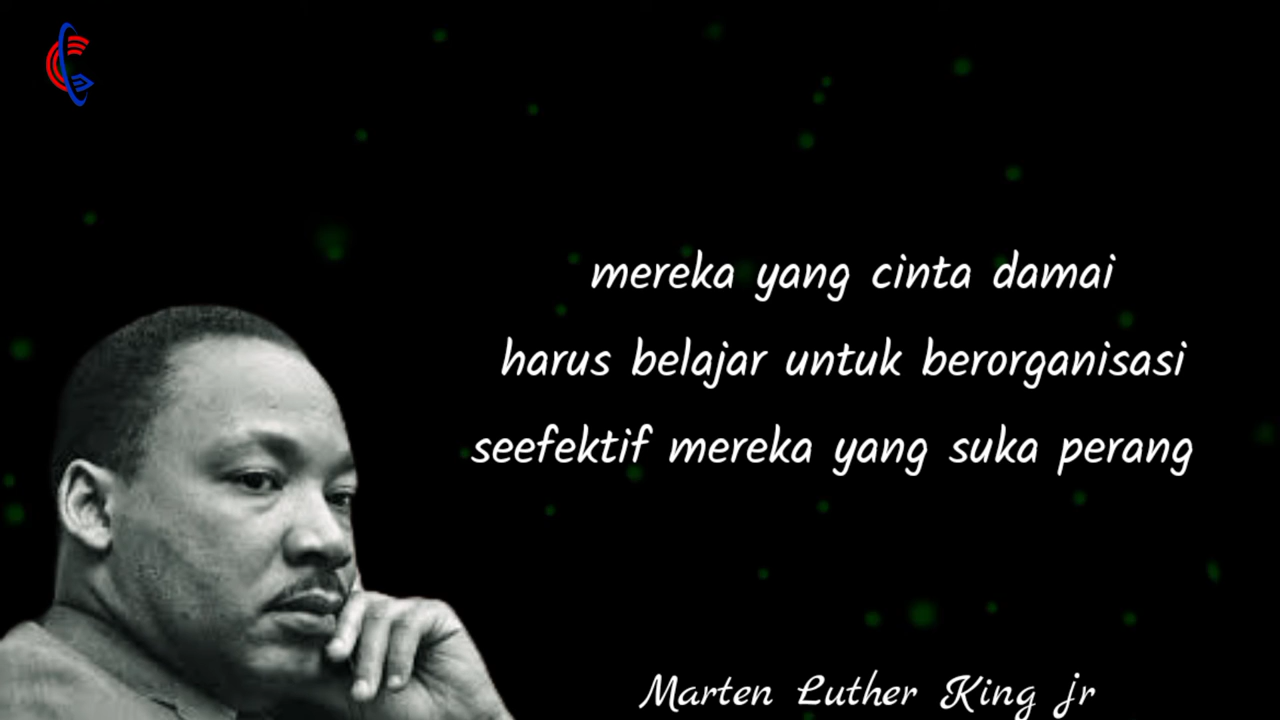 mereka yang cinta damai
harus belajar untuk berorganisasi
seefektif mereka yang suka perang
Marten Luther King jr